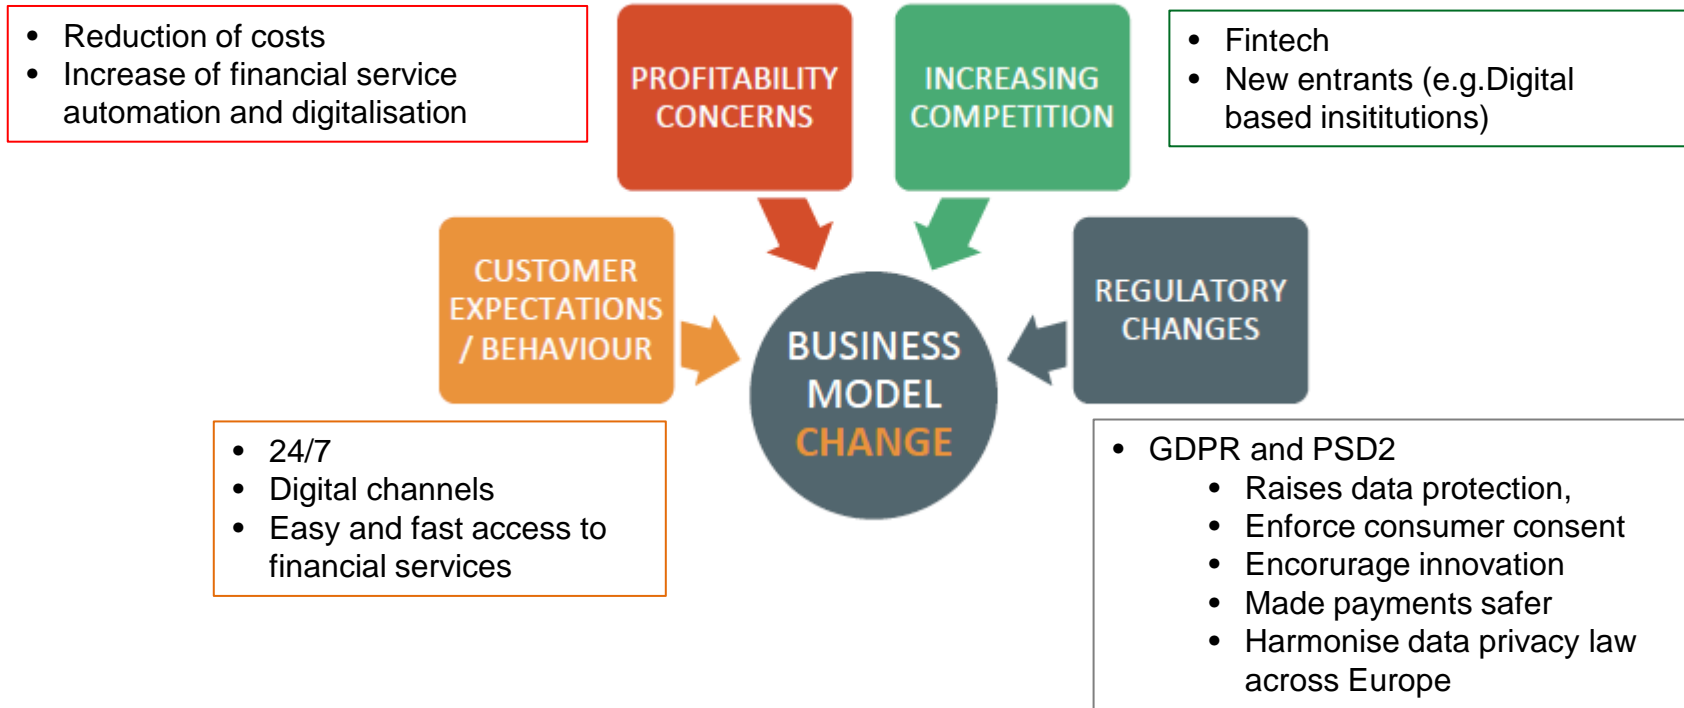 • Reduction of costs
• Increase of financial service
automation and digitalisation
PROFITABILITY
CONCERNS
INCREASING
COMPETITION
• Fintech
• New entrants (e.g.Digital
based insititutions)
CUSTOMER
EXPECTATIONS
/ BEHAVIOUR
REGULATORY
CHANGES
BUSINESS
MODEL
CHANGE
• 24/7
• Digital channels
• Easy and fast access to
financial services
• GDPR and PSD2
• Raises data protection,
• Enforce consumer consent
• Encorurage innovation
• Made payments safer
• Harmonise data privacy law
across Europe